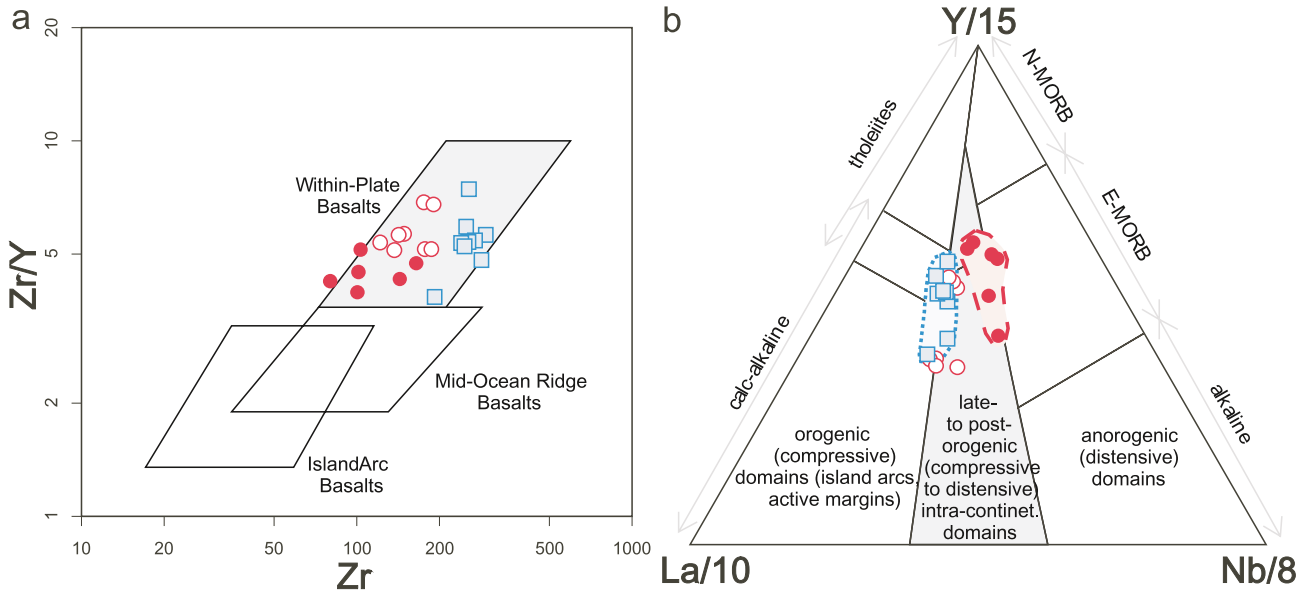 a
20
10
5
2
1
Zr/Y
Within-Plate
Basalts
Mid-Ocean Ridge
Basalts
IslandArc
Basalts
10
20
50
100
200
500
1000
Zr
b
Y/15
N-MORB
tholeiites
E-MORB
calc-alkaline
alkaline
late-
to post-
orogenic
(compressive
to distensive)
intra-continet.
domains
orogenic
(compressive)
domains (island arcs,
active margins)
anorogenic
(distensive)
domains
La/10
Nb/8